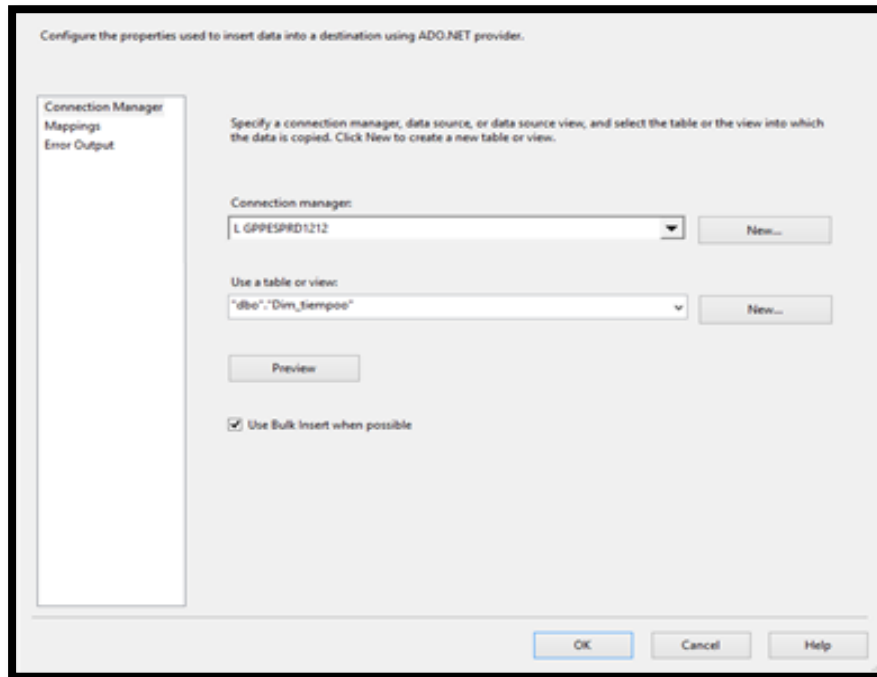 Configure the properties used to insert data into a destination using ADO.NET provider.
Connection Manager
Mappings
Error Output
Specify a connection manager, data source, or data source view, and select the table or the view into which
the data is copied. Click New to create a new table or view.
Connection manager:
L GPPESPRD1212
New...
Use a table or view:
"dbo"."Dim_tiempoo"
New...
Preview
Use Bulk Insert when possible
OK
Cancel
Help